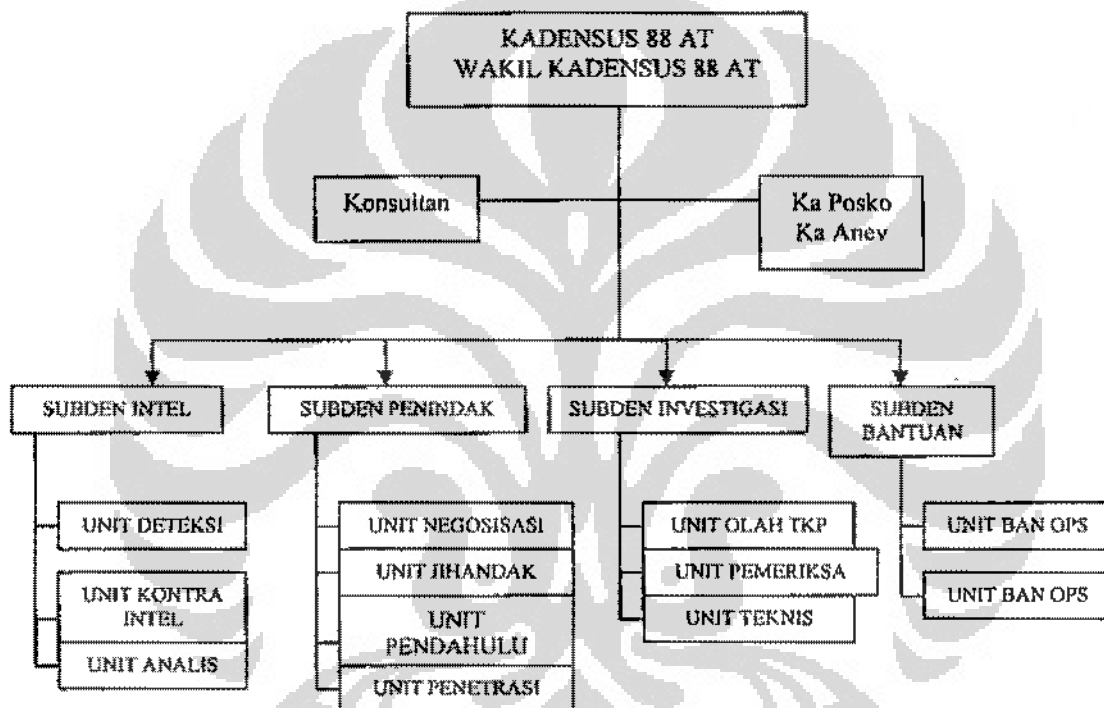 KADENSUS 88 AT
WAKIL KADENSUS 88 AT
Konsultan
Ka Posko
Ka Anev
SUBDEN INTEL
SUBDEN PENINDAK
SUBDEN INVESTIGASI
SUBDEN
BANTUAN
UNIT DETEKSI
UNIT KONTRA
INTEL
UNIT ANALIS
UNIT NEGOSISASI
UNIT JIHANDAK
UNIT
PENDAHULU
UNIT PENETRASI
UNIT OLAH TKP
UNIT PEMERIKSA
UNIT TEKNIS
UNIT BAN OPS
UNIT BAN OPS